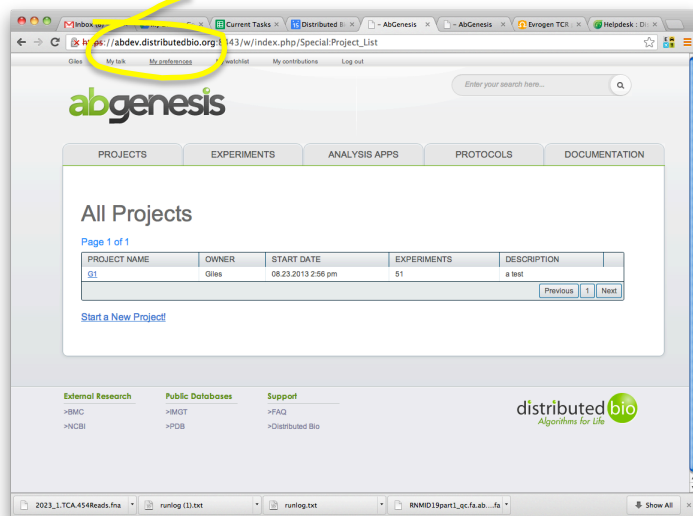 Inbox
Current Tasks
Distributed B
- AbGenesis
- AbGenesis
Evrogen TCR
Helpdesk : Di
https://abdev.distributedbio.org:8443/w/index.php/Special:Project_List
Giles My talk My preferences My watchlist My contributions Log out
Enter your search here...
abgenesis
PROJECTS EXPERIMENTS ANALYSIS APPS PROTOCOLS DOCUMENTATION
All Projects
Page 1 of 1
PROJECT NAME OWNER START DATE EXPERIMENTS DESCRIPTION
G1 Giles 08.23.2013 2:56 pm 51 a test
Previous 1 Next
Start a New Project!
External Research Public Databases Support
>BMC >IMGT >FAQ
>NCBI >PDB >Distributed Bio
distributed bio
Algorithms for Life
2023_1.TCA.454Reads.fna runlog (1).txt runlog.txt RNMID19part1_qc.fa.ab....fa Show All